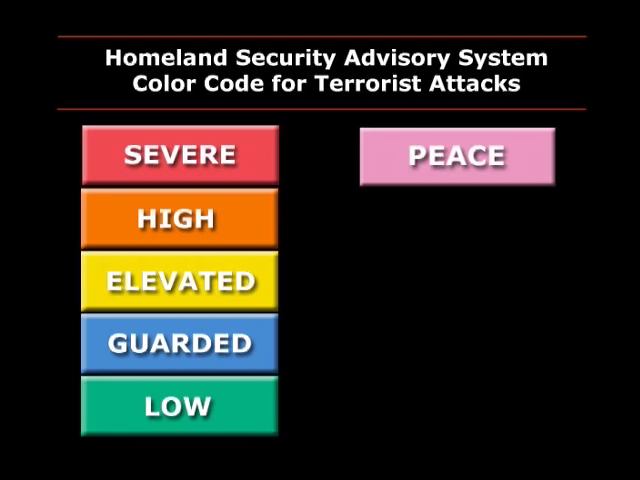 Homeland Security Advisory System
Color Code for Terrorist Attacks
SEVERE
PEACE
HIGH
ELEVATED
GUARDED
LOW